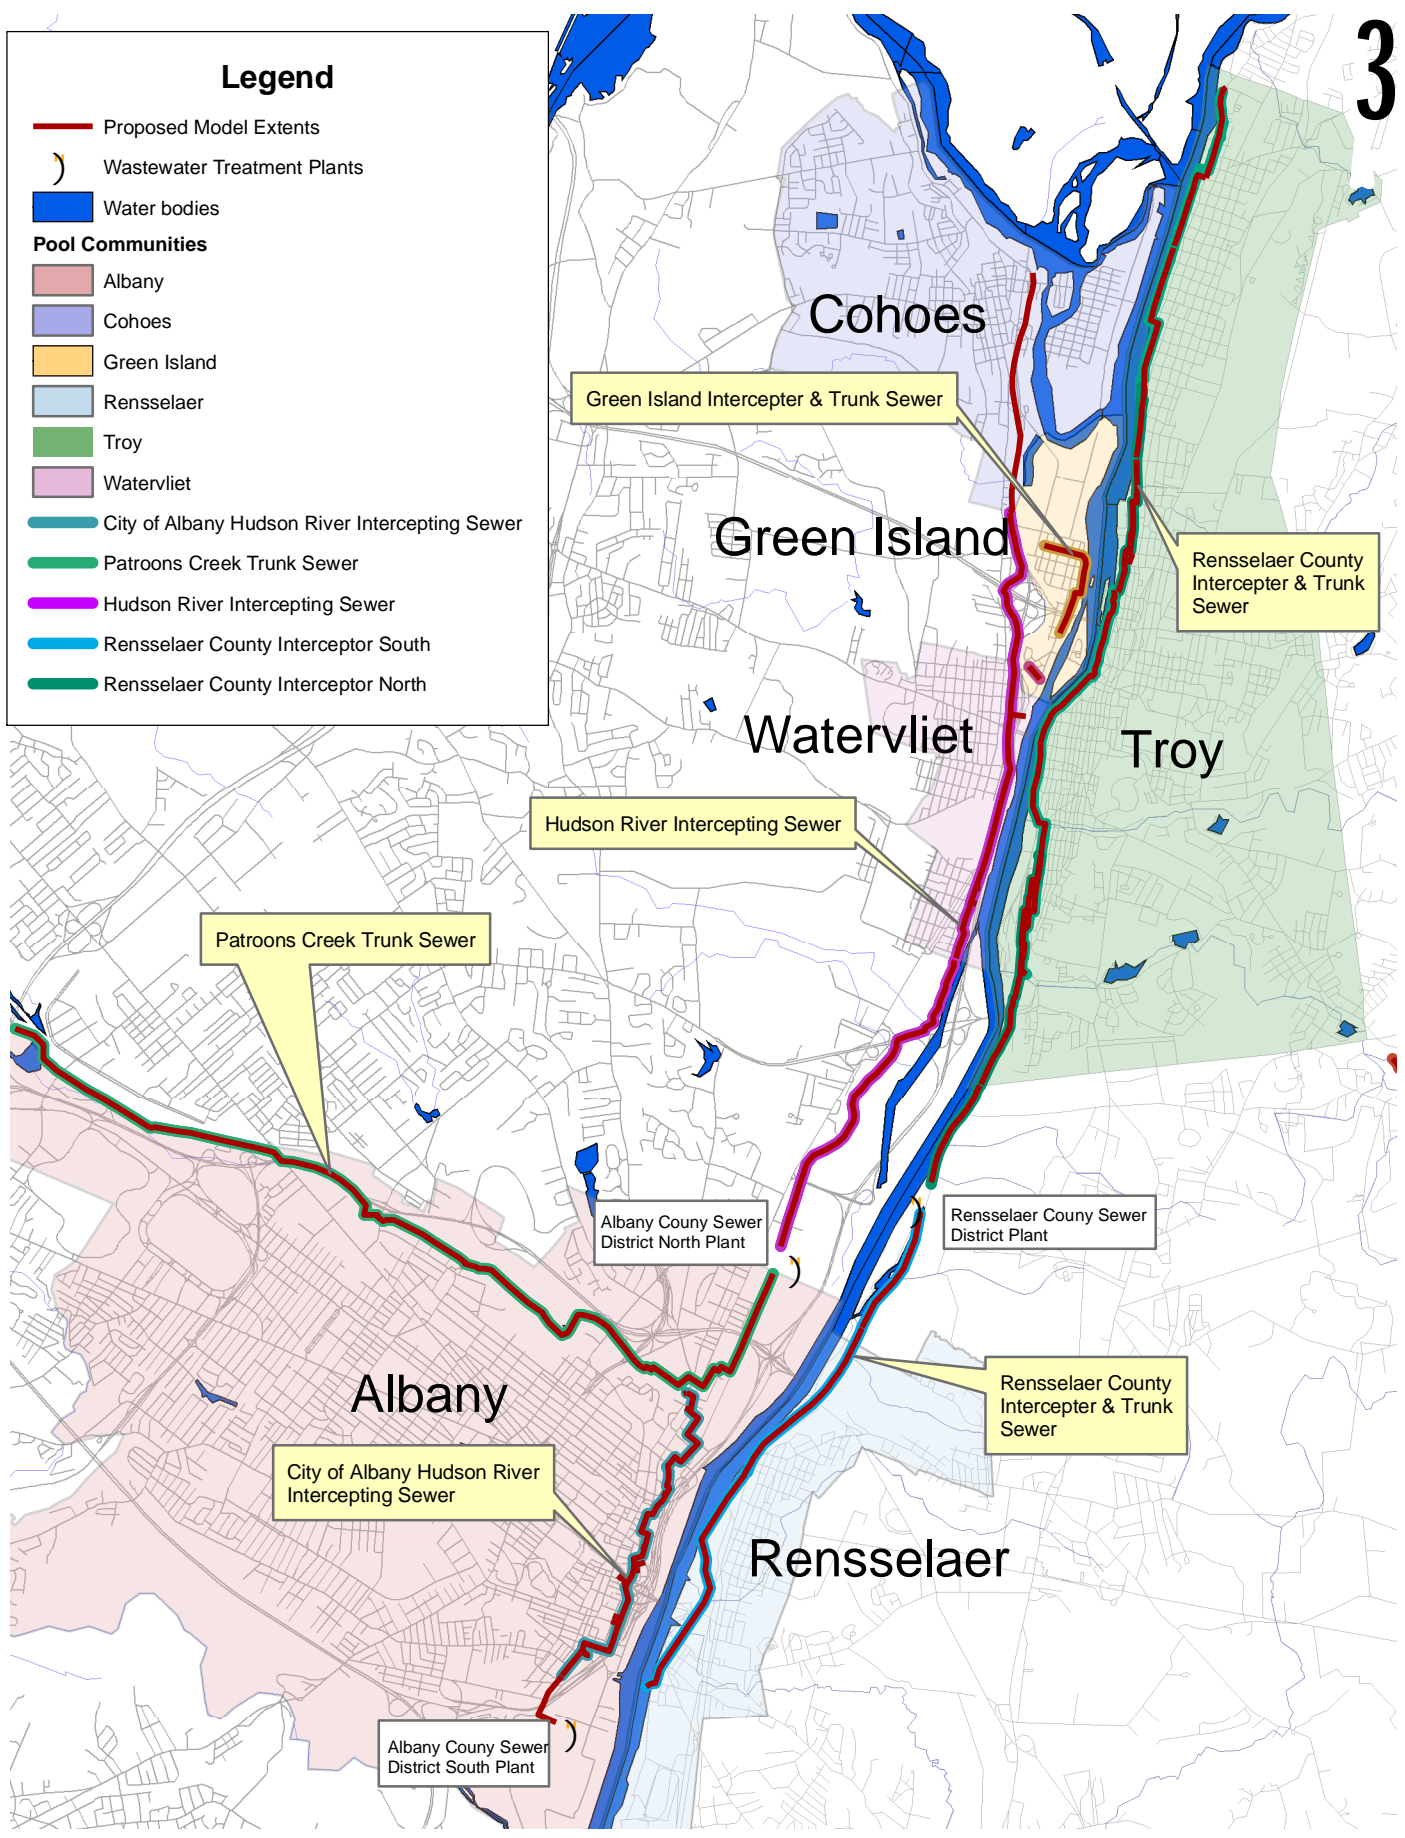 3
Legend
Proposed Model Extents
Wastewater Treatment Plants
Water bodies
Pool Communities
Albany
Cohoes
Green Island
Rensselaer
Troy
Watervliet
City of Albany Hudson River Intercepting Sewer
Patroons Creek Trunk Sewer
Hudson River Intercepting Sewer
Rensselaer County Interceptor South
Rensselaer County Interceptor North
Cohoes
Green Island Intercepter & Trunk Sewer
Green Island
Rensselaer County
Intercepter & Trunk
Sewer
Watervliet
Troy
Hudson River Intercepting Sewer
Patroons Creek Trunk Sewer
Albany Couny Sewer
District North Plant
Rensselaer Couny Sewer
District Plant
Albany
Rensselaer County
Intercepter & Trunk
Sewer
City of Albany Hudson River
Intercepting Sewer
Rensselaer
Albany Couny Sewer
District South Plant